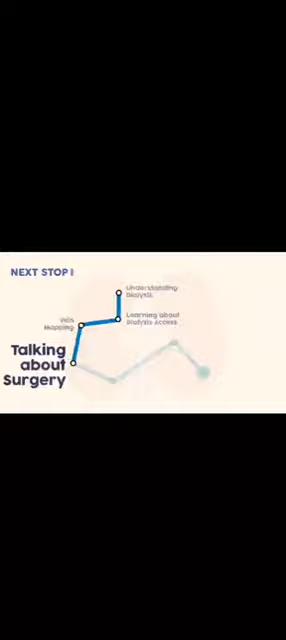 NEXT STOP:
Understanding
Dialysis
Learning about
Dialysis Access
Vein
Mapping
Talking
about
Surgery